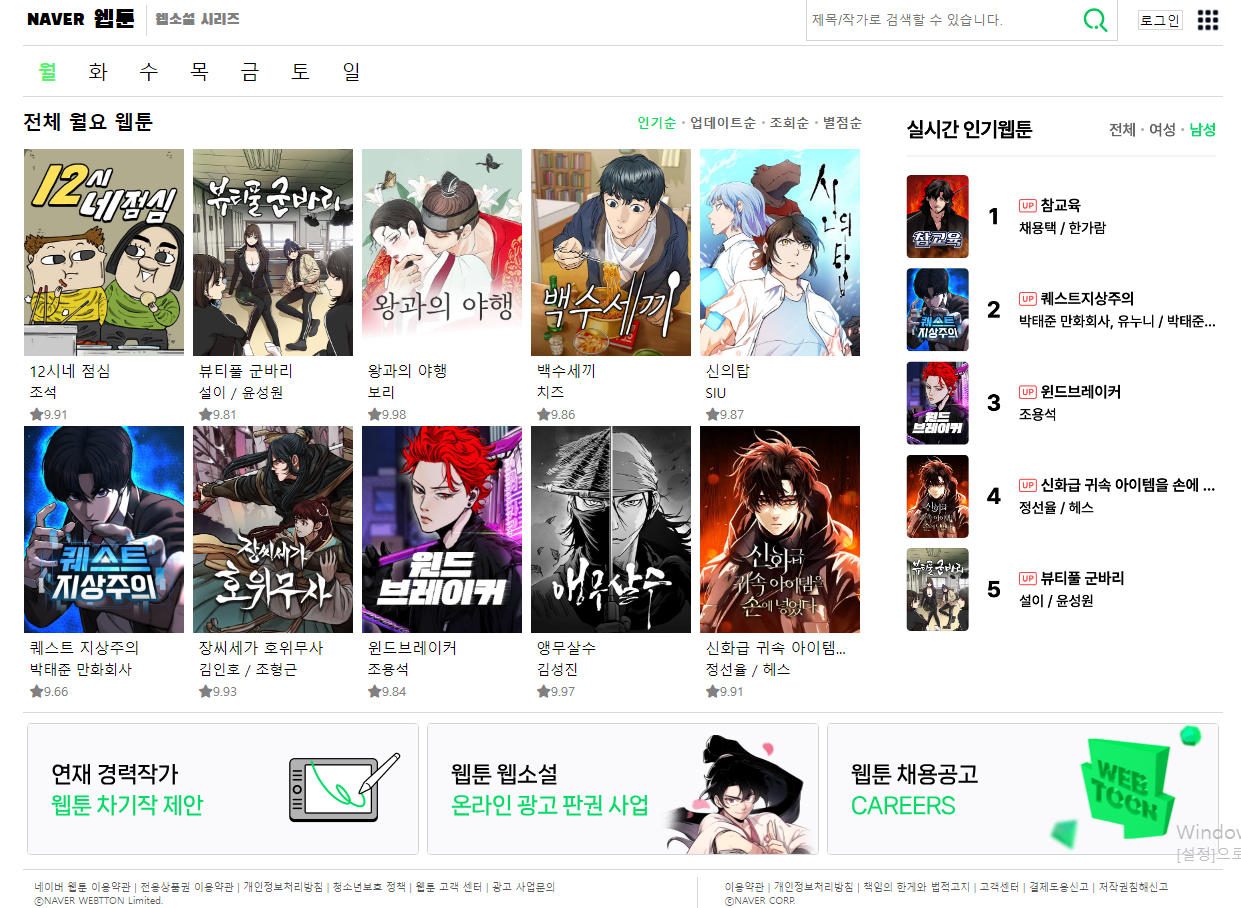 NAVER 웹툰 웹소설 시리즈
제목/작가로 검색할 수 있습니다.
로그인
월 화 수 목 금 토 일
전체 월요 웹툰
인기순 · 업데이트순 · 조회순 · 별점순
12시 네점심
뷰티풀 군바리
왕과의 야행
백수세끼
신의탑
12시네 점심
조석
★9.91
뷰티풀 군바리
설이 / 윤성원
★9.81
왕과의 야행
보리
★9.98
백수세끼
치즈
★9.86
신의탑
SIU
★9.87
퀘스트
지상주의
장씨세가
호위무사
윈드
브레이커
앵무살수
신화급
귀속 아이템을
손에 넣었다
퀘스트 지상주의
박태준 만화회사
★9.66
장씨세가 호위무사
김인호 / 조형근
★9.93
윈드브레이커
조용석
★9.84
앵무살수
김성진
★9.97
신화급 귀속 아이템...
정선율 / 헤스
★9.91
실시간 인기웹툰
전체 · 여성 · 남성
참교육
1
UP 참교육
채용택 / 한가람
퀘스트
지상주의
2
UP 퀘스트지상주의
박태준 만화회사, 유누니 / 박태준...
윈드
브레이커
3
UP 윈드브레이커
조용석
신화급
귀속 아이템을
손에 넣었다
4
UP 신화급 귀속 아이템을 손에 ...
정선율 / 헤스
뷰티풀 군바리
5
UP 뷰티풀 군바리
설이 / 윤성원
연재 경력작가
웹툰 차기작 제안
웹툰 웹소설
온라인 광고 판권 사업
웹툰 채용공고
CAREERS
WEB
TOON
Window
[설정]으로
네이버 웹툰 이용약관 | 전용상품권 이용약관 | 개인정보처리방침 | 청소년보호 정책 | 웹툰 고객 센터 | 광고 사업문의
ⓒNAVER WEBTTON Limited.
이용약관 | 개인정보처리방침 | 책임의 한게와 법적고지 | 고객센터 | 결제도용신고 | 저작권침해신고
ⓒNAVER CORP.